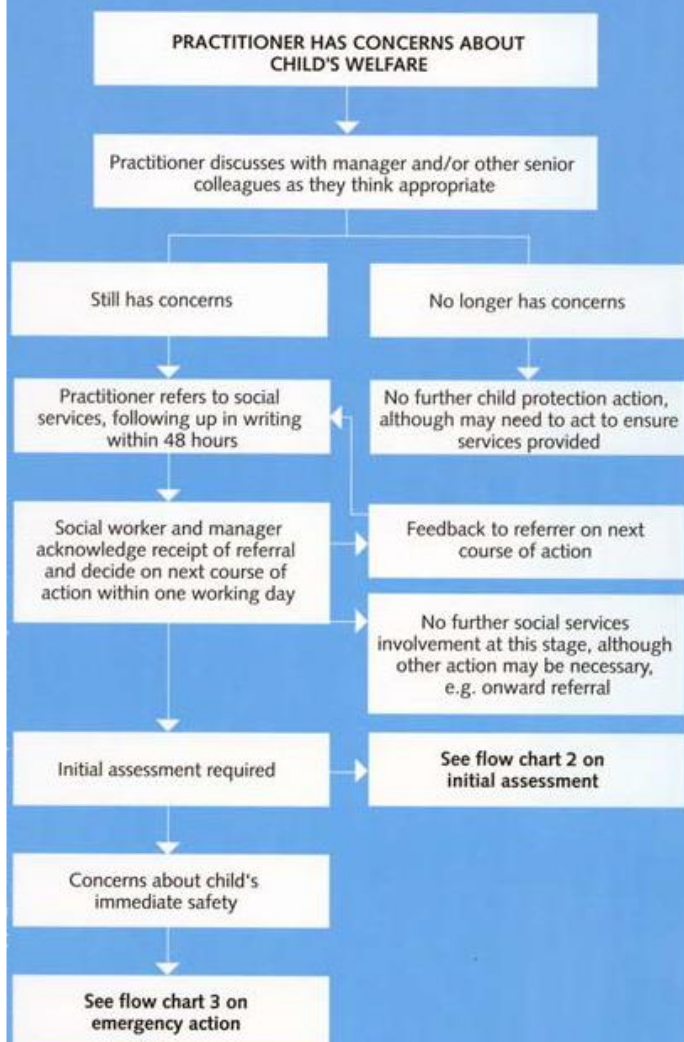 PRACTITIONER HAS CONCERNS ABOUT
CHILD'S WELFARE
Practitioner discusses with manager and/or other senior
colleagues as they think appropriate
Still has concerns
No longer has concerns
Practitioner refers to social
services, following up in writing
within 48 hours
No further child protection action,
although may need to act to ensure
services provided
Social worker and manager
acknowledge receipt of referral
and decide on next course of
action within one working day
Feedback to referrer on next
course of action
No further social services
involvement at this stage, although
other action may be necessary,
e.g. onward referral
Initial assessment required
See flow chart 2 on
initial assessment
Concerns about child's
immediate safety
See flow chart 3 on
emergency action